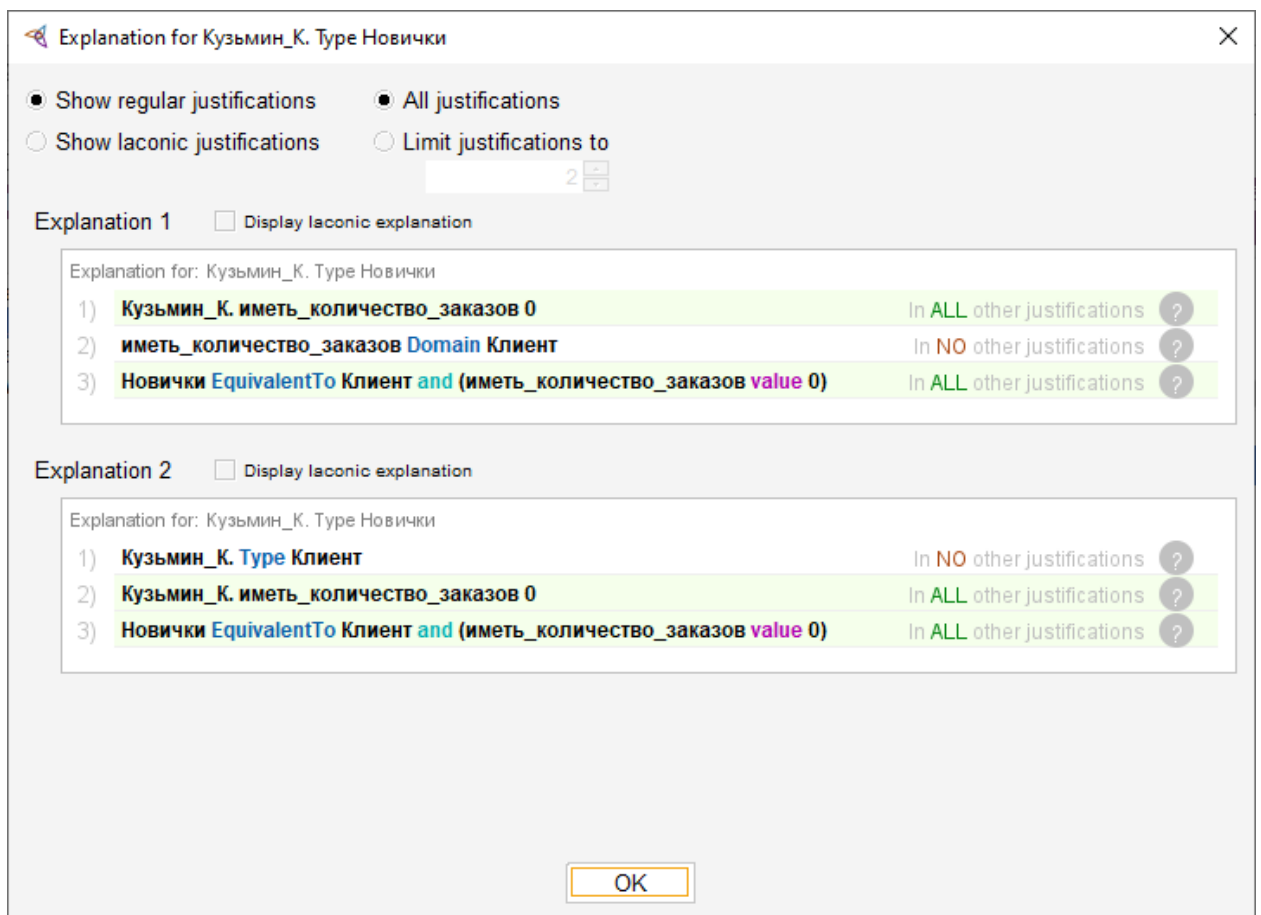 Explanation for Кузьмин_К. Type Новички
Show regular justifications All justifications
Show laconic justifications Limit justifications to
2
Explanation 1 Display laconic explanation
Explanation for: Кузьмин_К. Type Новички
1) Кузьмин_К. иметь_количество_заказов 0 In ALL other justifications ?
2) иметь_количество_заказов Domain Клиент In NO other justifications ?
3) Новички EquivalentTo Клиент and (иметь_количество_заказов value 0) In ALL other justifications ?
Explanation 2 Display laconic explanation
Explanation for: Кузьмин_К. Type Новички
1) Кузьмин_К. Type Клиент In NO other justifications ?
2) Кузьмин_К. иметь_количество_заказов 0 In ALL other justifications ?
3) Новички EquivalentTo Клиент and (иметь_количество_заказов value 0) In ALL other justifications ?
OK